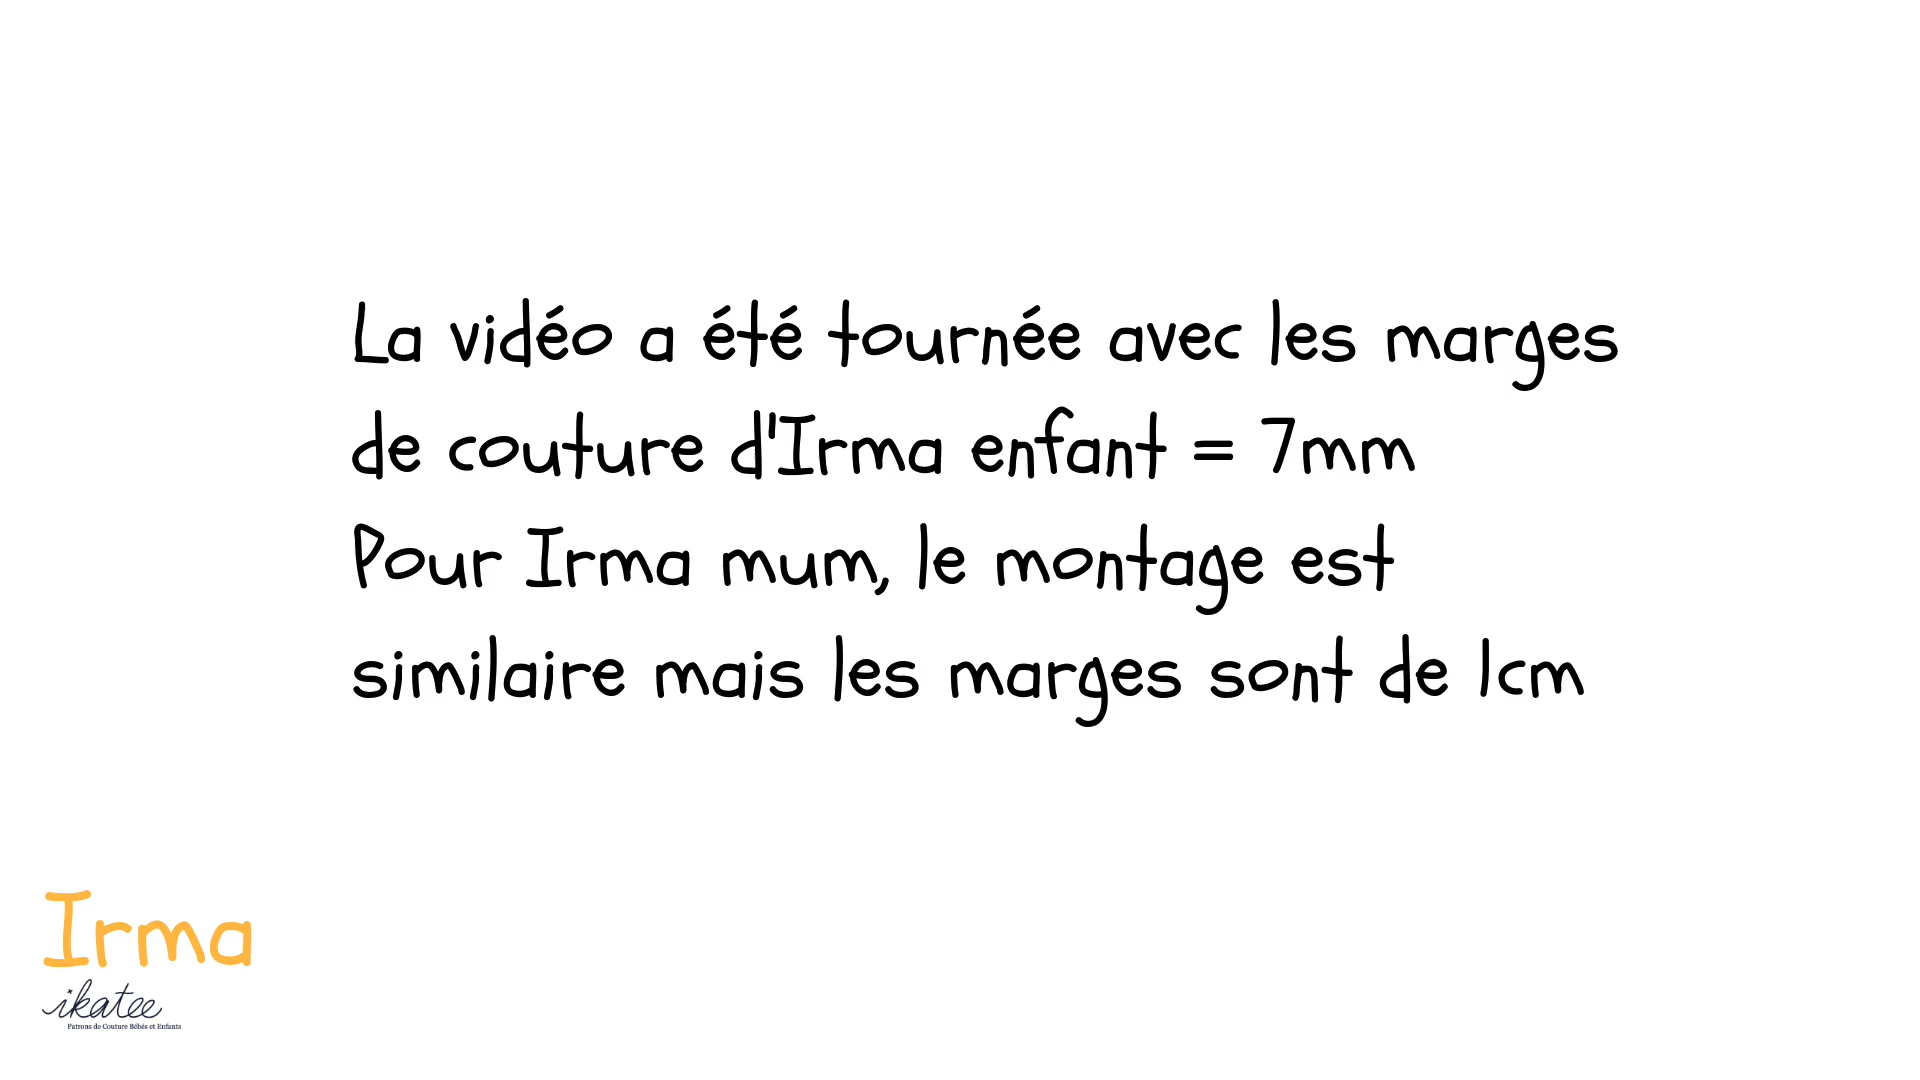 La vidéo a été tournée avec les marges
de couture d'Irma enfant = 7mm
Pour Irma mum, le montage est
similaire mais les marges sont de 1cm
Irma
ikatee
Patrons de Couture Bébés et Enfants